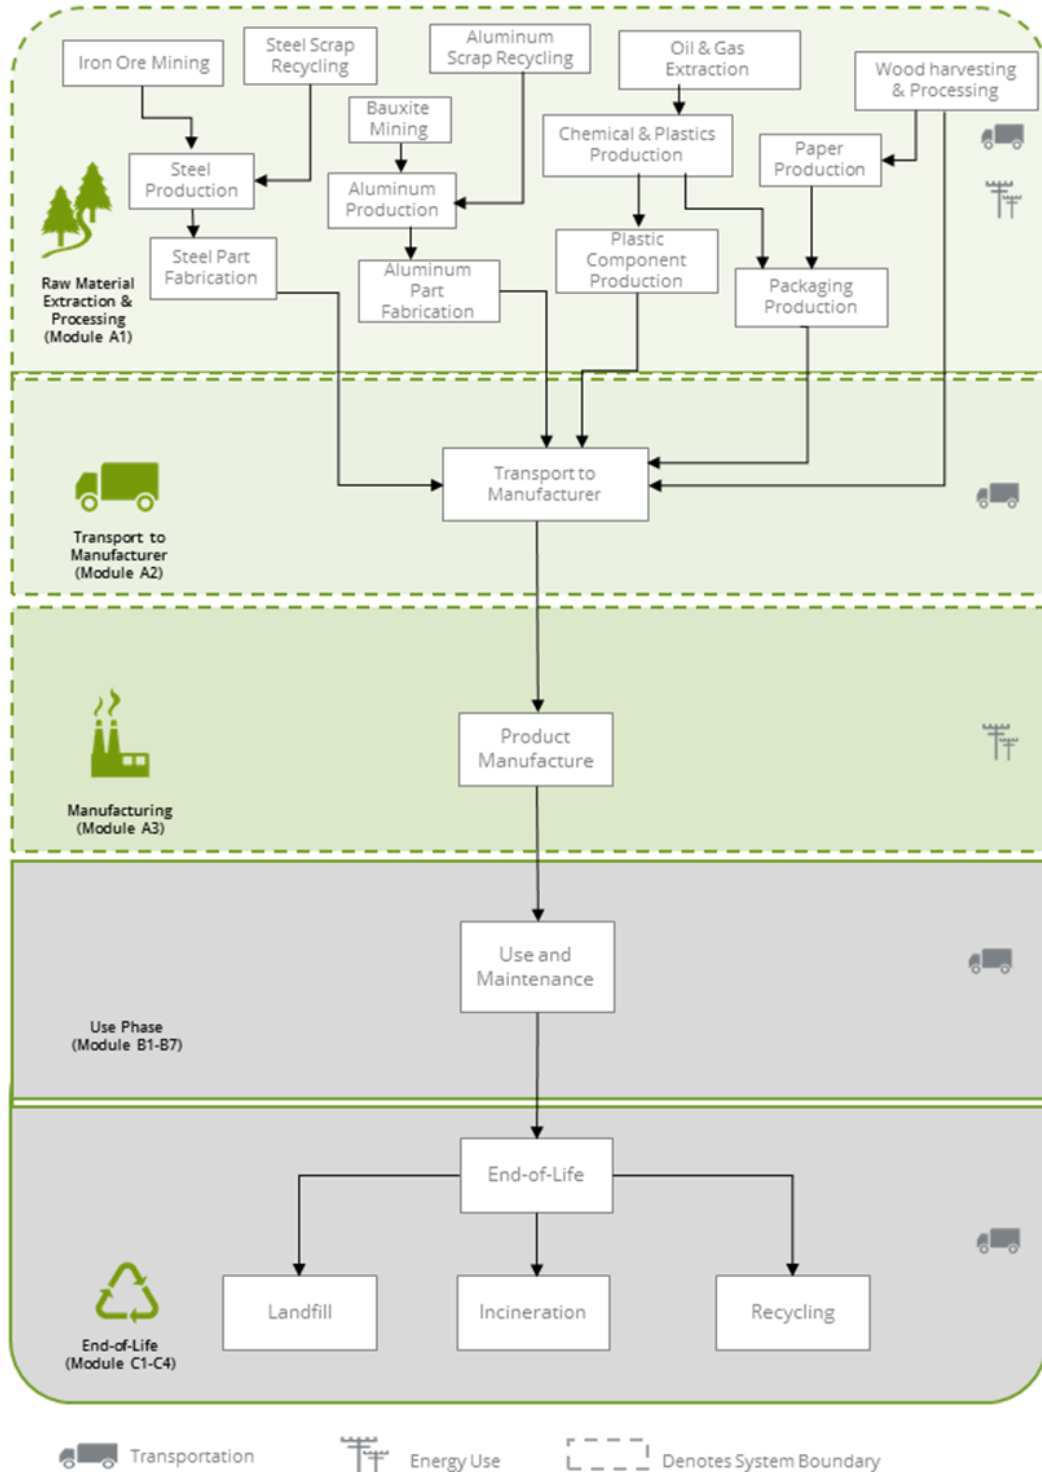 Iron Ore Mining
Steel Scrap
Recycling
Aluminum
Scrap Recycling
Oil & Gas
Extraction
Wood harvesting
& Processing
Bauxite
Mining
Chemical & Plastics
Production
Paper
Production
Steel
Production
Aluminum
Production
Steel Part
Fabrication
Aluminum
Part
Fabrication
Plastic
Component
Production
Packaging
Production
Raw Material
Extraction &
Processing
(Module A1)
Transport to
Manufacturer
Transport to
Manufacturer
(Module A2)
Product
Manufacture
Manufacturing
(Module A3)
Use and
Maintenance
Use Phase
(Module B1-B7)
End-of-Life
Landfill
Incineration
Recycling
End-of-Life
(Module C1-C4)
Transportation
Energy Use
Denotes System Boundary